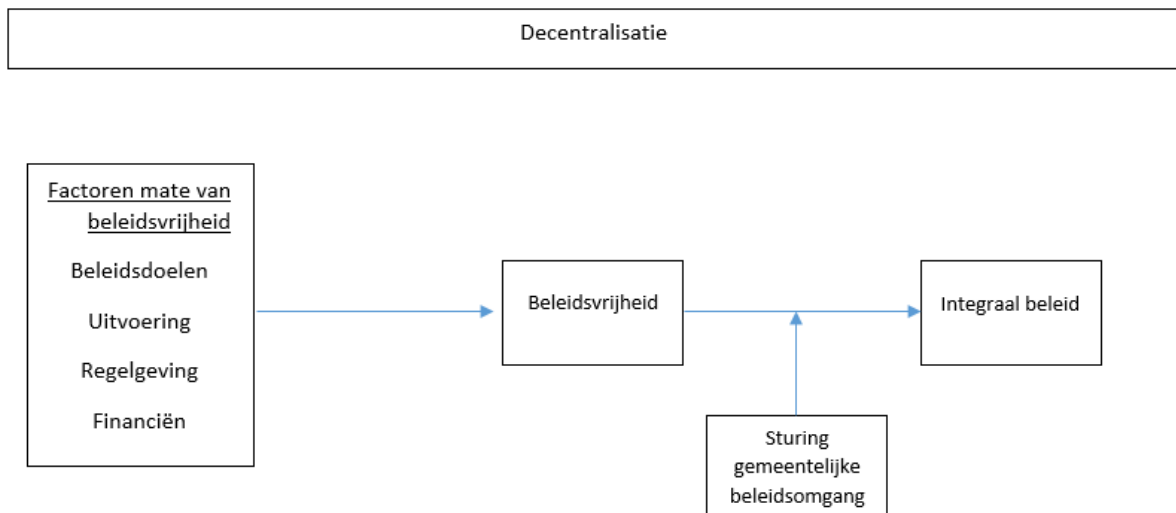 Decentralisatie
Factoren mate van
beleidsvrijheid
Beleidsdoelen
Uitvoering
Regelgeving
Financiën
Beleidsvrijheid
Integraal beleid
Sturing
gemeentelijke
beleidsomgang